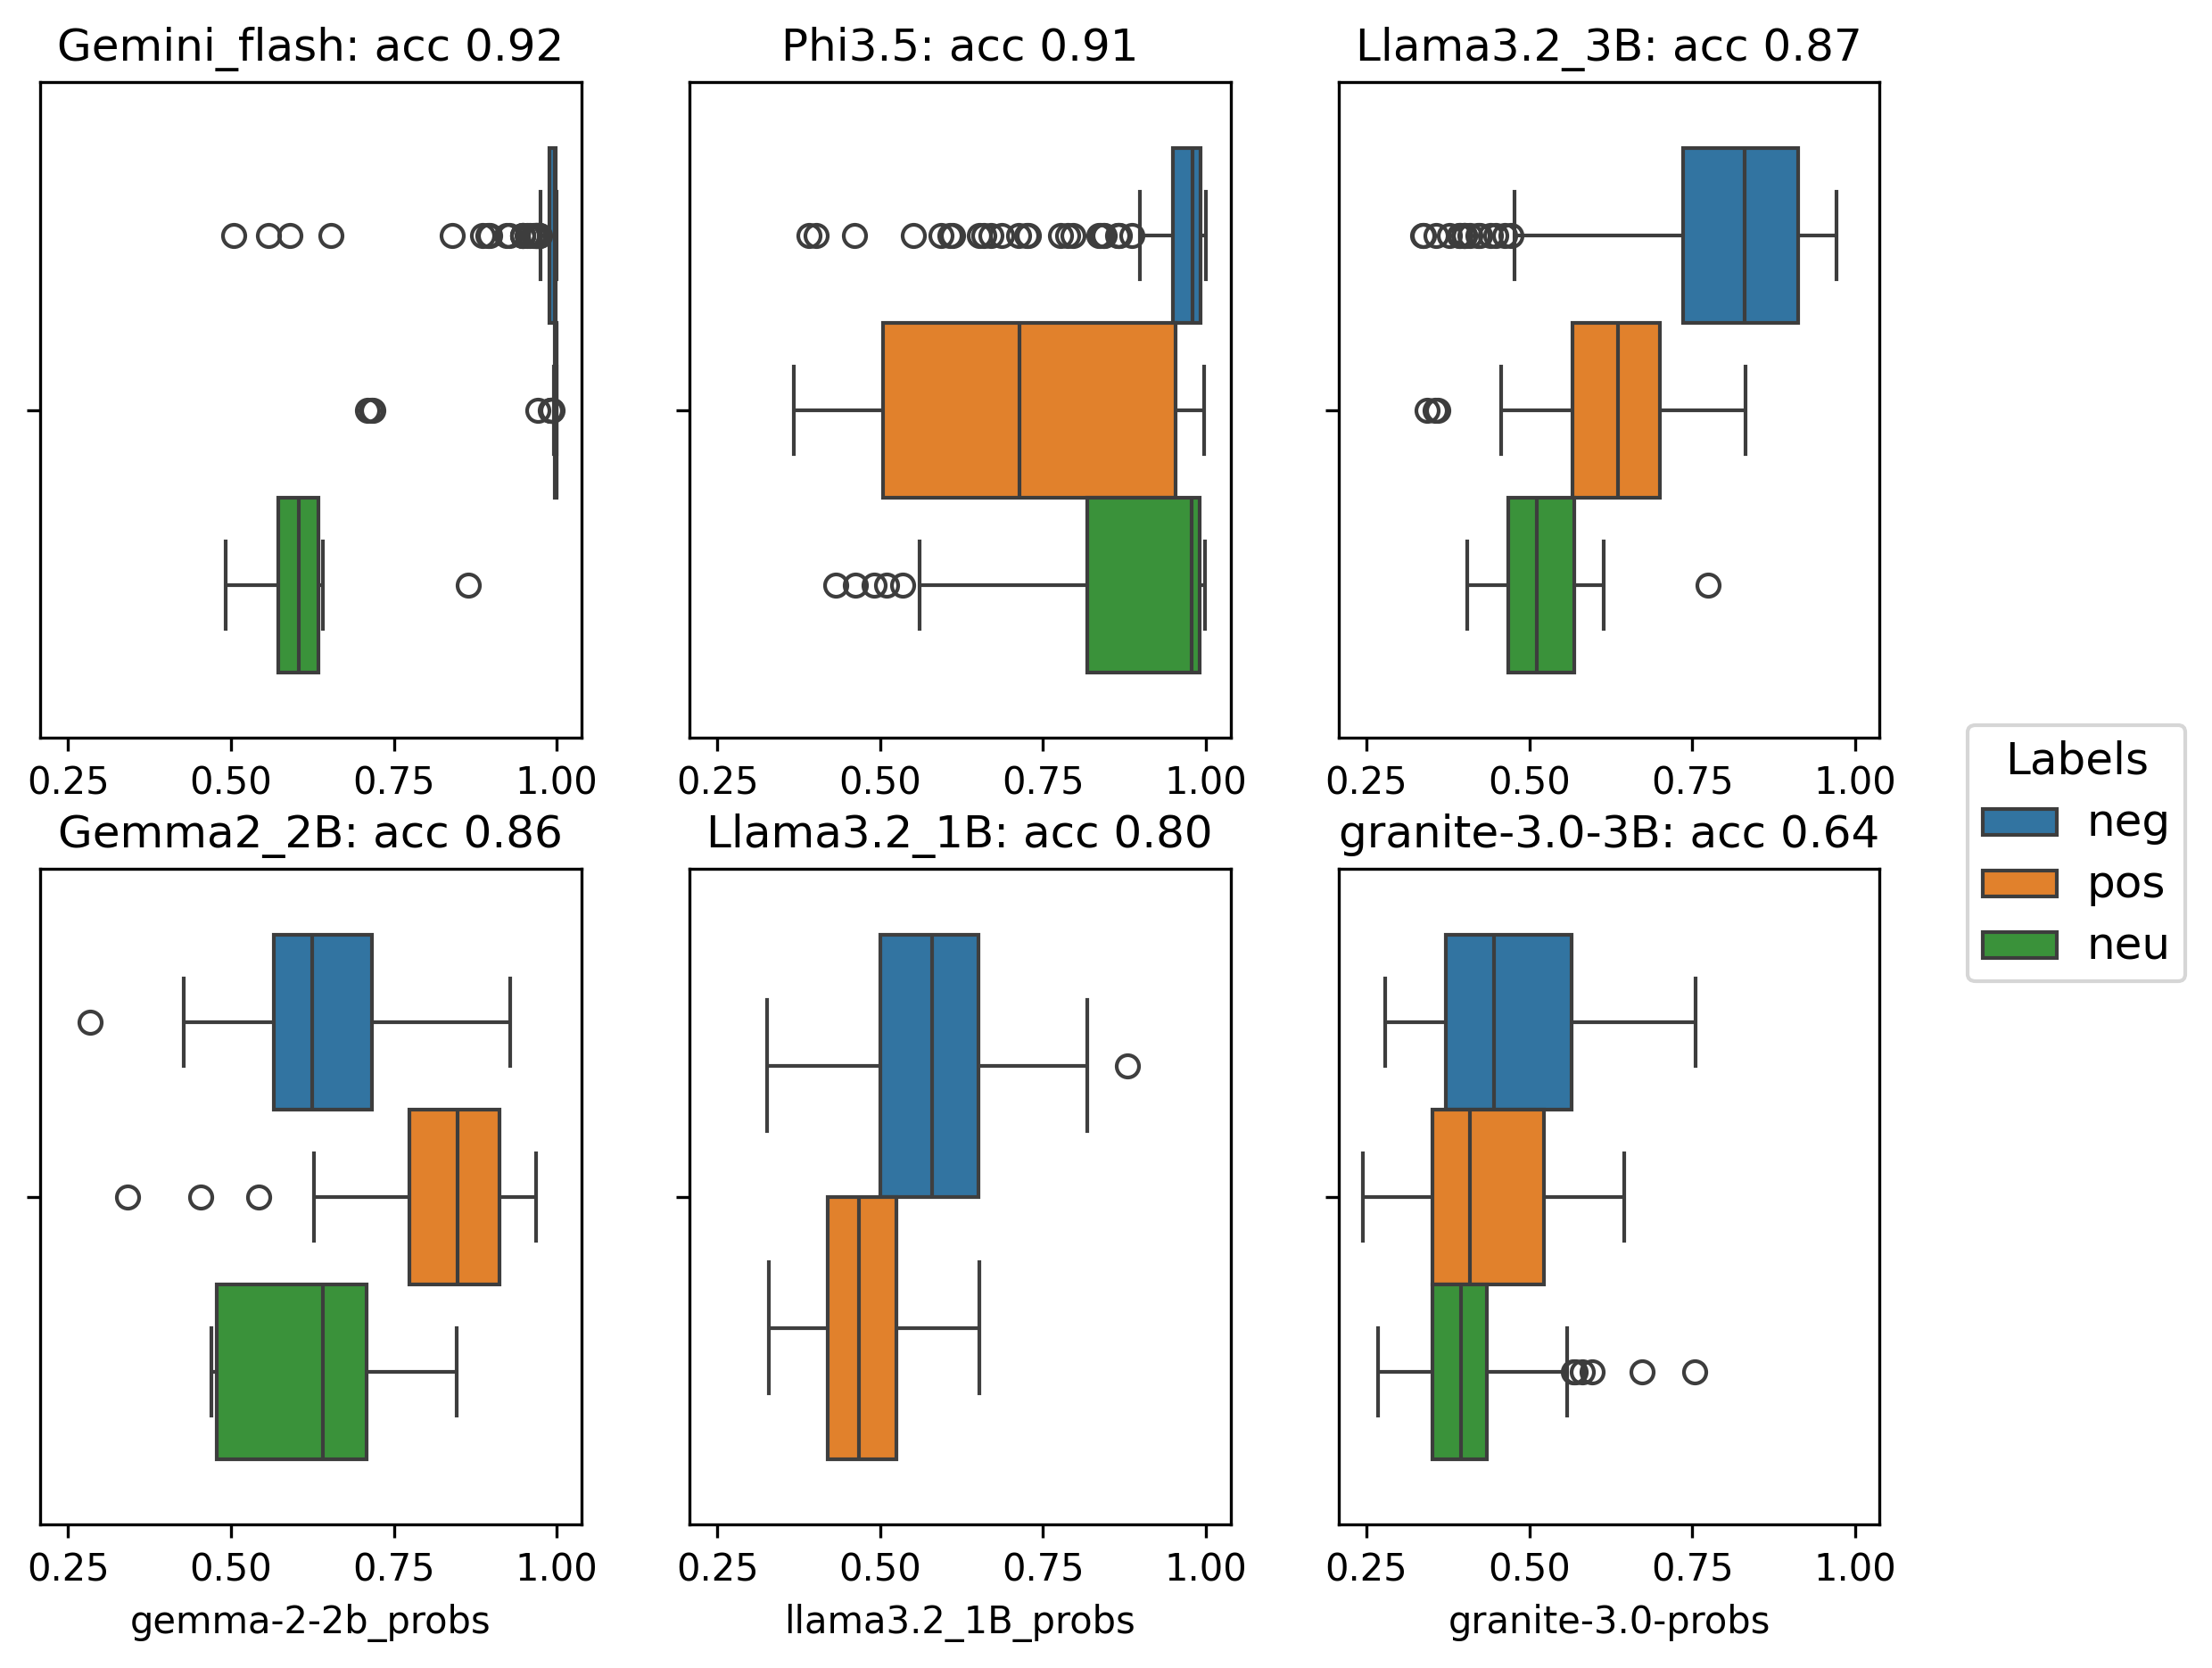 Gemini_flash: acc 0.92
Phi3.5: acc 0.91
Llama3.2_3B: acc 0.87
0.25 0.50 0.75 1.00
0.25 0.50 0.75 1.00
0.25 0.50 0.75 1.00
Gemma2_2B: acc 0.86
Llama3.2_1B: acc 0.80
granite-3.0-3B: acc 0.64
0.25 0.50 0.75 1.00
0.25 0.50 0.75 1.00
0.25 0.50 0.75 1.00
gemma-2-2b_probs
llama3.2_1B_probs
granite-3.0-probs
Labels
neg
pos
neu